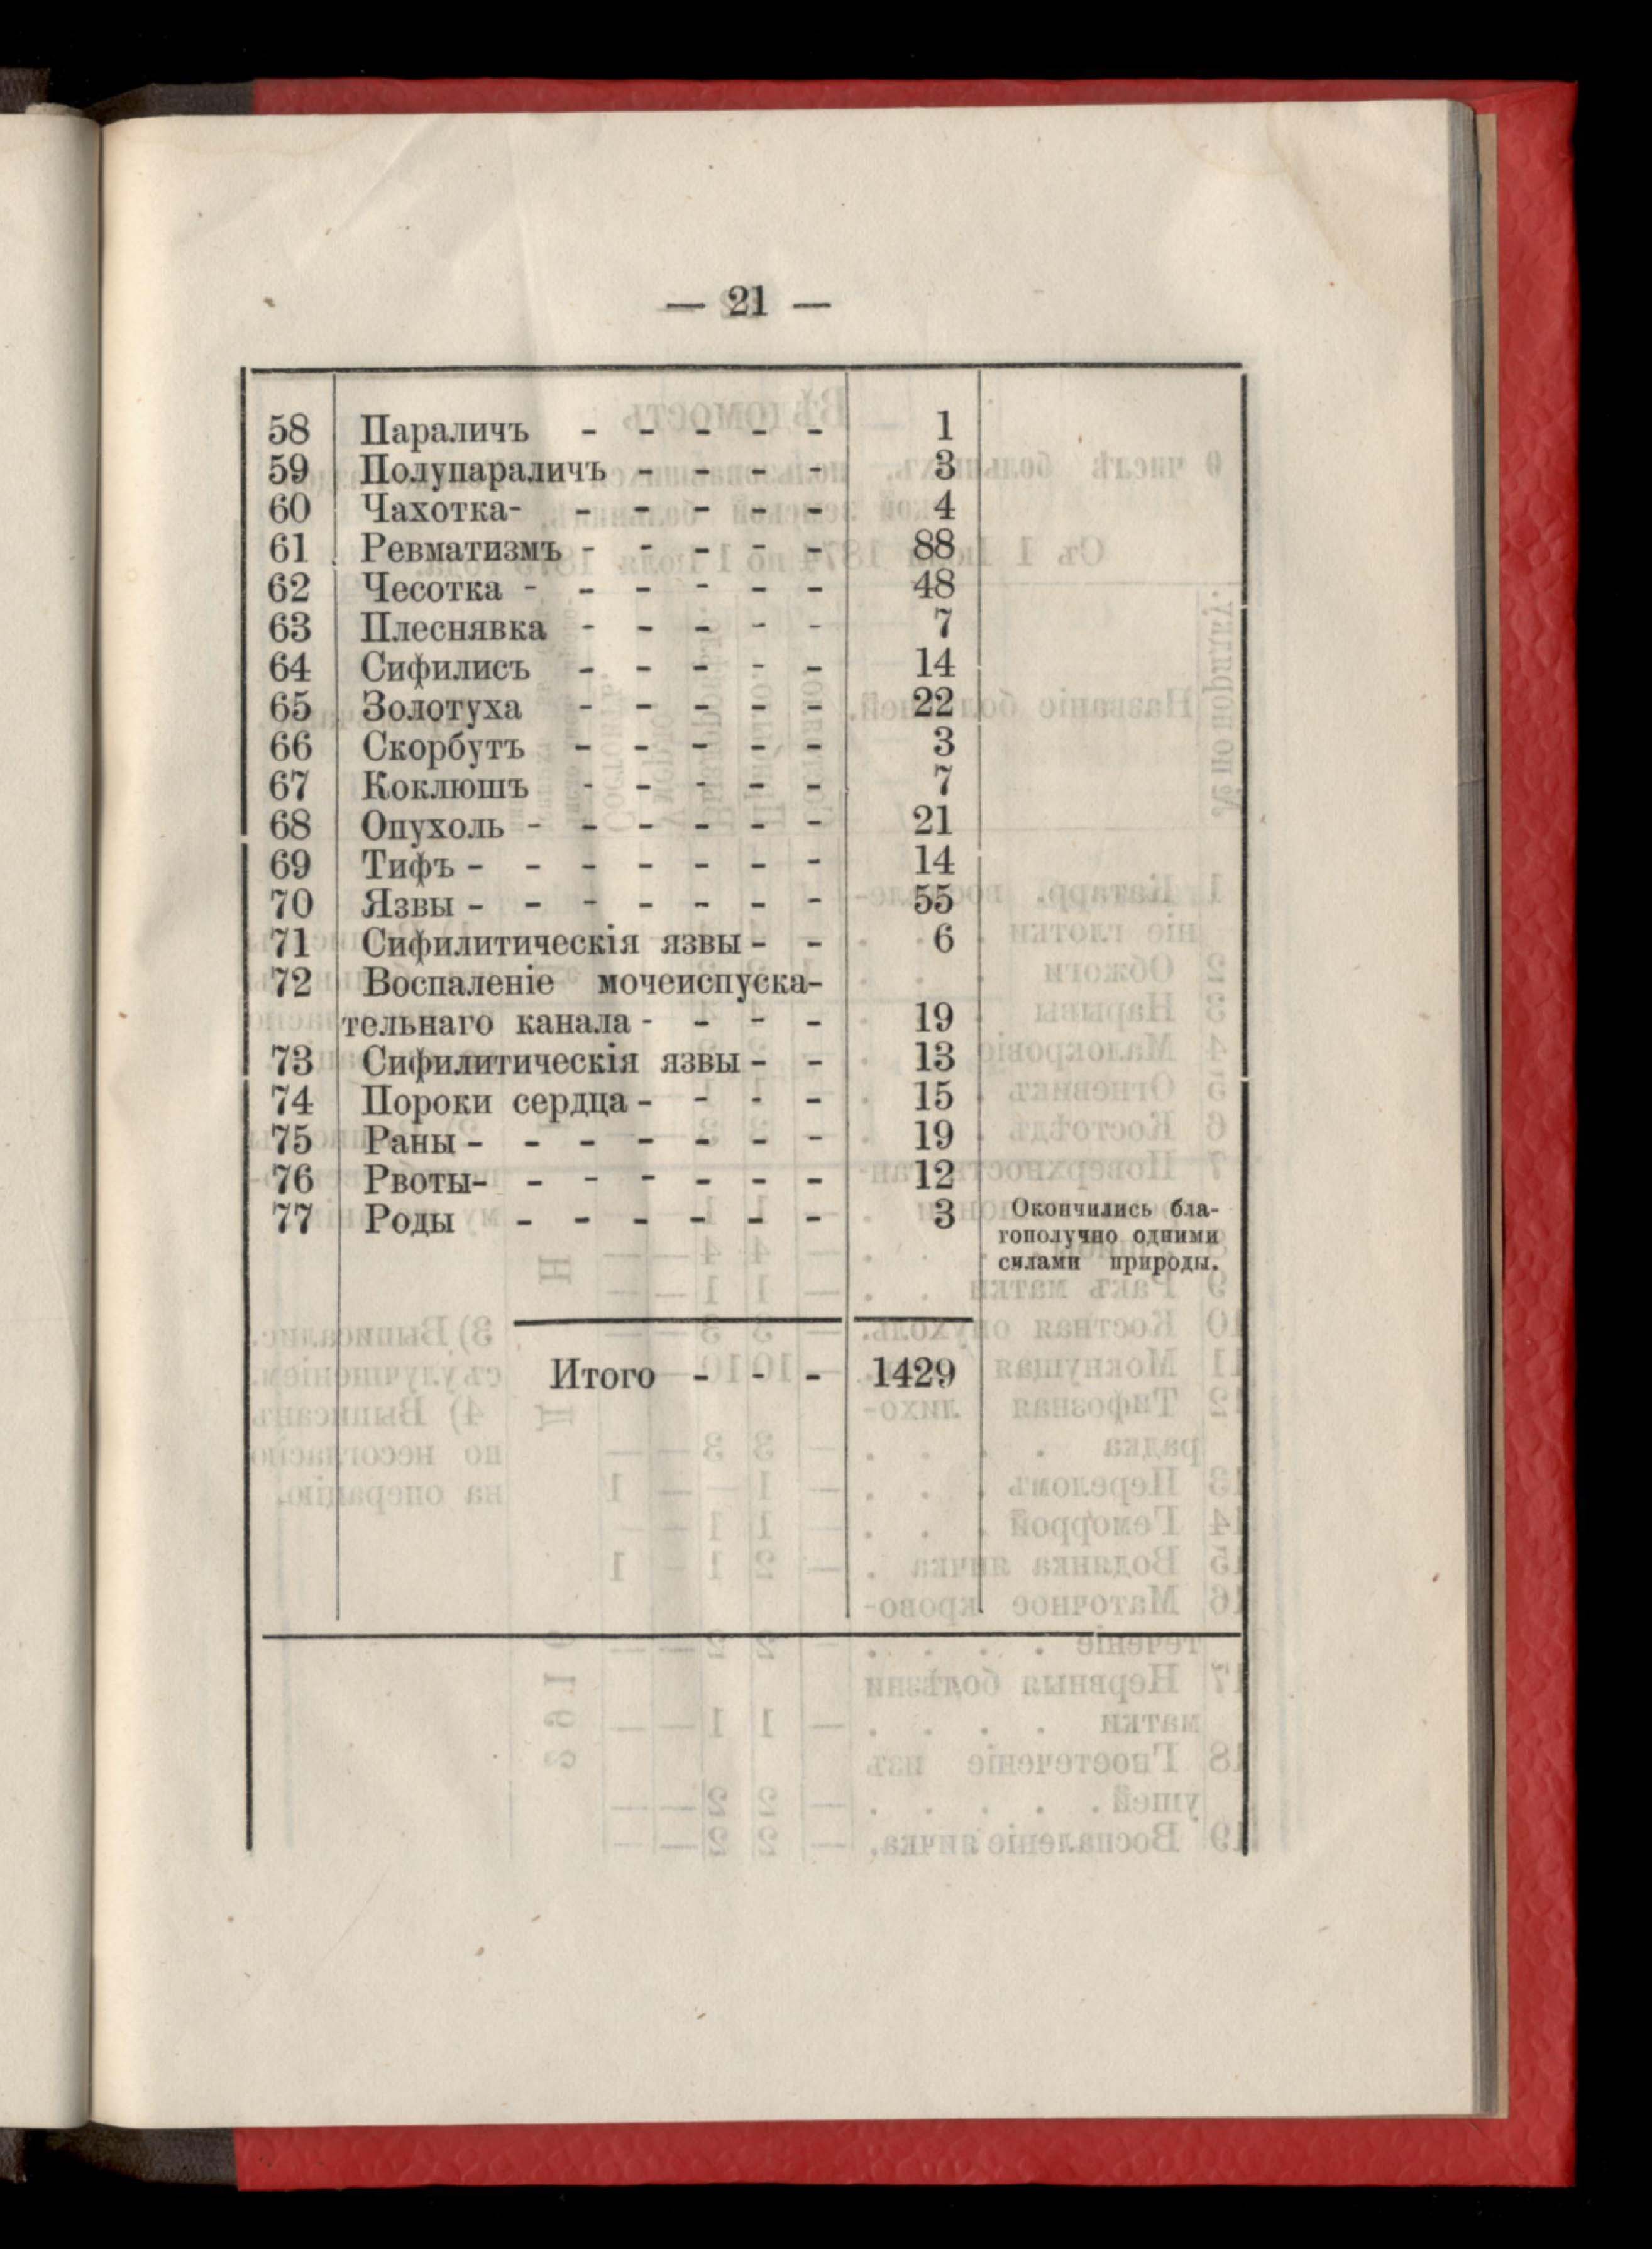 — 21 —
58 Параличъ - - - - - 1
59 Полупараличъ - - - - 3
60 Чахотка- - - - - - 4
61 Ревматизмъ - - - - - 88
62 Чесотка - - - - - - 48
63 Плеснявка - - - - - 7
64 Сифилисъ - - - - - 14
65 Золотуха - - - - - 22
66 Скорбутъ - - - - - 3
67 Коклюшъ - - - - - 7
68 Опухоль - - - - - - 21
69 Тифъ - - - - - - - 14
70 Язвы - - - - - - - 55
71 Сифилитическія язвы - - 6
72 Воспаленіе мочеиспуска-
тельнаго канала - - - - 19
73 Сифилитическія язвы - - 13
74 Пороки сердца - - - - 15
75 Раны - - - - - - - 19
76 Рвоты- - - - - - - 12
77 Роды - - - - - - 3 Окончились бла-
гополучно одними
силами природы.
Итого - - - 1429